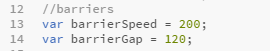 12 //barriers
13 var barrierSpeed = 200;
14 var barrierGap = 120;